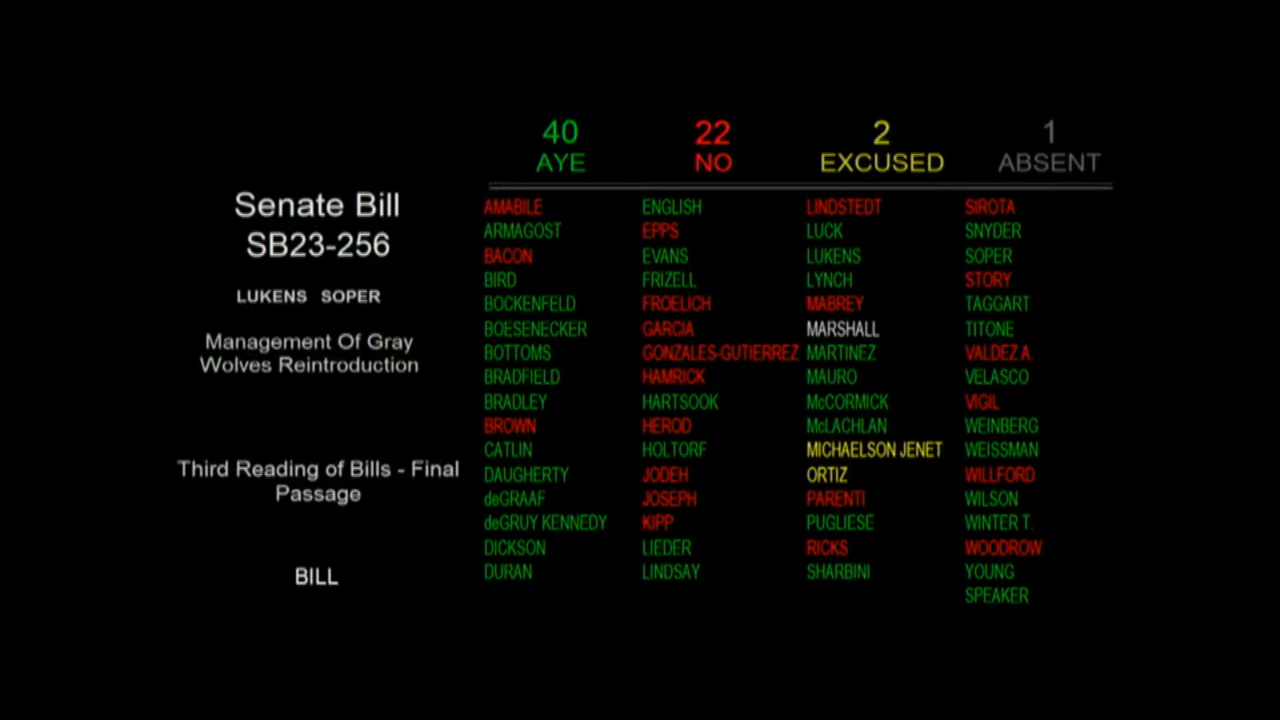 40 22 2 1
AYE NO EXCUSED ABSENT
Senate Bill
SB23-256
LUKENS SOPER
Management Of Gray
Wolves Reintroduction
Third Reading of Bills - Final
Passage
BILL
AMABILE ENGLISH LINDSTEDT SIROTA
ARMAGOST EPPS LUCK SNYDER
BACON EVANS LUKENS SOPER
BIRD FRIZELL LYNCH STORY
BOCKENFELD FROELICH MABREY TAGGART
BOESENECKER GARCIA MARSHALL TITONE
BOTTOMS GONZALES-GUTIERREZ MARTINEZ VALDEZ A.
BRADFIELD HAMRICK MAURO VELASCO
BRADLEY HARTSOOK McCORMICK VIGIL
BROWN HEROD McLACHLAN WEINBERG
CATLIN HOLTORF MICHAELSON JENET WEISSMAN
DAUGHERTY JODEH ORTIZ WILLFORD
deGRAAF JOSEPH PARENTI WILSON
deGRUY KENNEDY KIPP PUGLIESE WINTER T.
DICKSON LIEDER RICKS WOODROW
DURAN LINDSAY SHARBINI YOUNG
SPEAKER